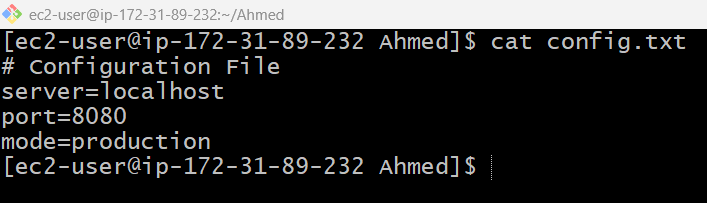 ec2-user@ip-172-31-89-232:~/Ahmed
[ec2-user@ip-172-31-89-232 Ahmed]$ cat config.txt
# Configuration File
server=localhost
port=8080
mode=production
[ec2-user@ip-172-31-89-232 Ahmed]$